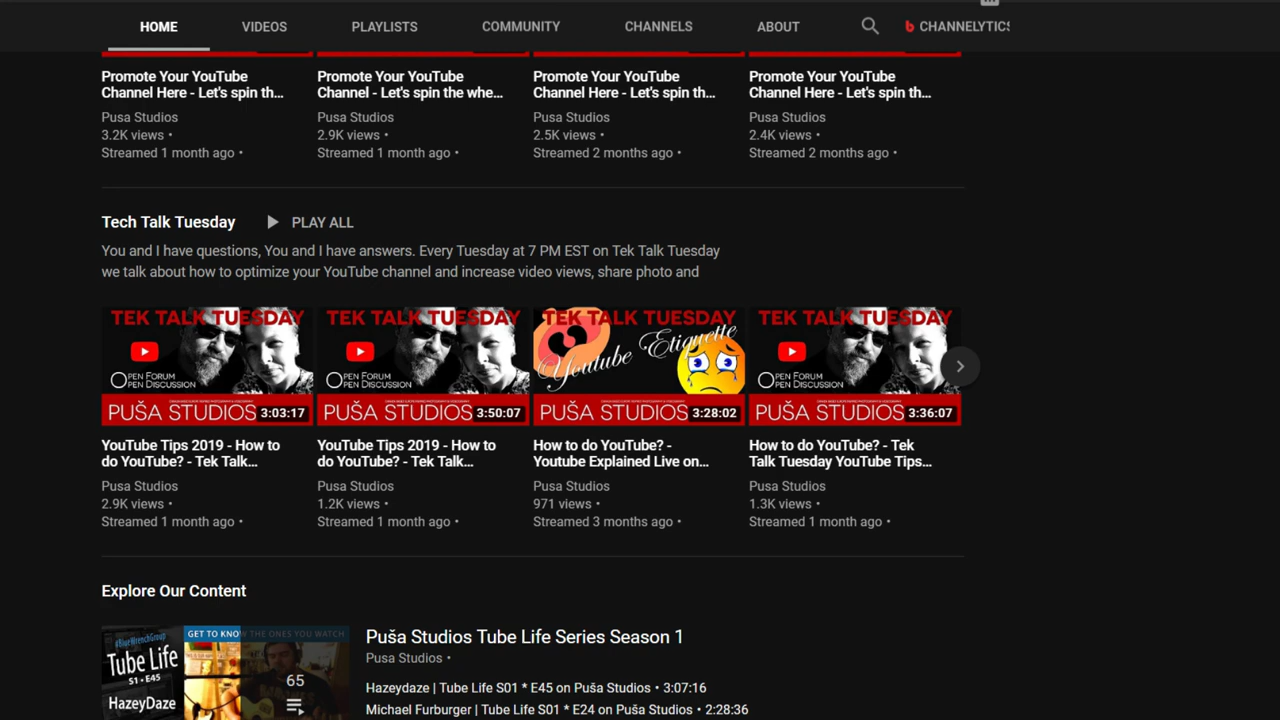 HOME VIDEOS PLAYLISTS COMMUNITY CHANNELS ABOUT b CHANNELYTICS
Promote Your YouTube
Channel Here - Let's spin th...
Pusa Studios
3.2K views •
Streamed 1 month ago •
Promote Your YouTube
Channel - Let's spin the whe...
Pusa Studios
2.9K views •
Streamed 1 month ago •
Promote Your YouTube
Channel Here - Let's spin th...
Pusa Studios
2.5K views •
Streamed 2 months ago •
Promote Your YouTube
Channel Here - Let's spin th...
Pusa Studios
2.4K views •
Streamed 2 months ago •
Tech Talk Tuesday PLAY ALL
You and I have questions, You and I have answers. Every Tuesday at 7 PM EST on Tek Talk Tuesday
we talk about how to optimize your YouTube channel and increase video views, share photo and
TEK TALK TUESDAY
OPEN FORUM
OPEN DISCUSSION
PUŠA STUDIOS 3:03:17
YouTube Tips 2019 - How to
do YouTube? - Tek Talk...
Pusa Studios
2.9K views •
Streamed 1 month ago •
TEK TALK TUESDAY
OPEN FORUM
OPEN DISCUSSION
PUŠA STUDIOS 3:50:07
YouTube Tips 2019 - How to
do YouTube? - Tek Talk...
Pusa Studios
1.2K views •
Streamed 1 month ago •
TEK TALK TUESDAY
Youtube Etiquette
PUŠA STUDIOS 3:28:02
How to do YouTube? -
Youtube Explained Live on...
Pusa Studios
971 views •
Streamed 3 months ago •
TEK TALK TUESDAY
OPEN FORUM
OPEN DISCUSSION
PUŠA STUDIOS 3:36:07
How to do YouTube? - Tek
Talk Tuesday YouTube Tips...
Pusa Studios
1.3K views •
Streamed 1 month ago •
Explore Our Content
#BlueWrenchGroup
Tube Life
S1 • E45
HazeyDaze
GET TO KNOW THE ONES YOU WATCH
65
Puša Studios Tube Life Series Season 1
Pusa Studios •
Hazeydaze | Tube Life S01 * E45 on Puša Studios • 3:07:16
Michael Furburger | Tube Life S01 * E24 on Puša Studios • 2:28:36